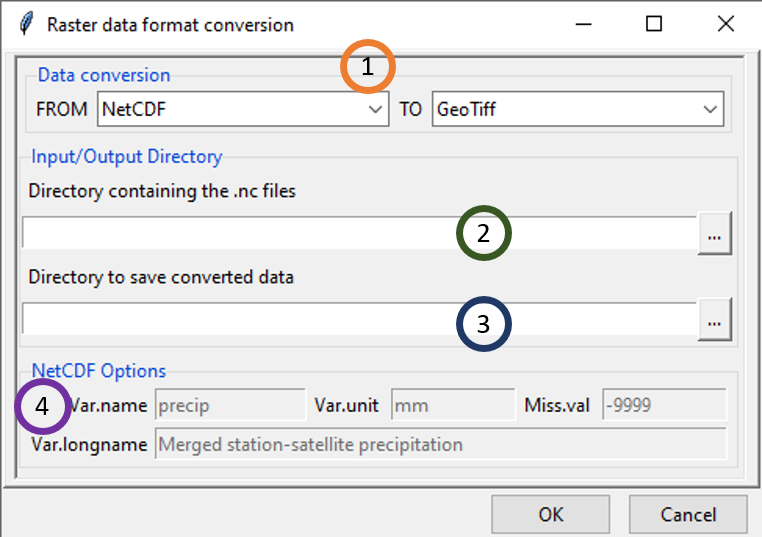 Raster data format conversion
1
Data conversion
FROM NetCDF TO GeoTiff
Input/Output Directory
Directory containing the .nc files
2 ...
Directory to save converted data
3 ...
NetCDF Options
4 Var.name precip Var.unit mm Miss.val -9999
Var.longname Merged station-satellite precipitation
OK Cancel